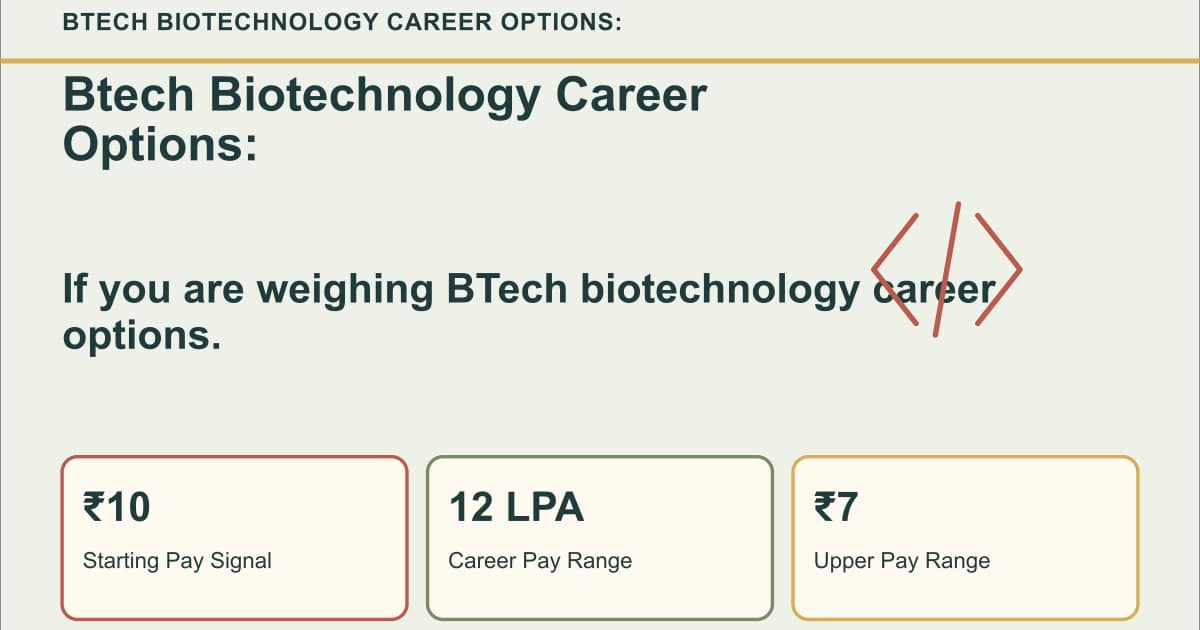 BTECH BIOTECHNOLOGY CAREER OPTIONS:
Btech Biotechnology Career
Options:
If you are weighing BTech biotechnology career
options.
₹10
Starting Pay Signal
12 LPA
Career Pay Range
₹7
Upper Pay Range